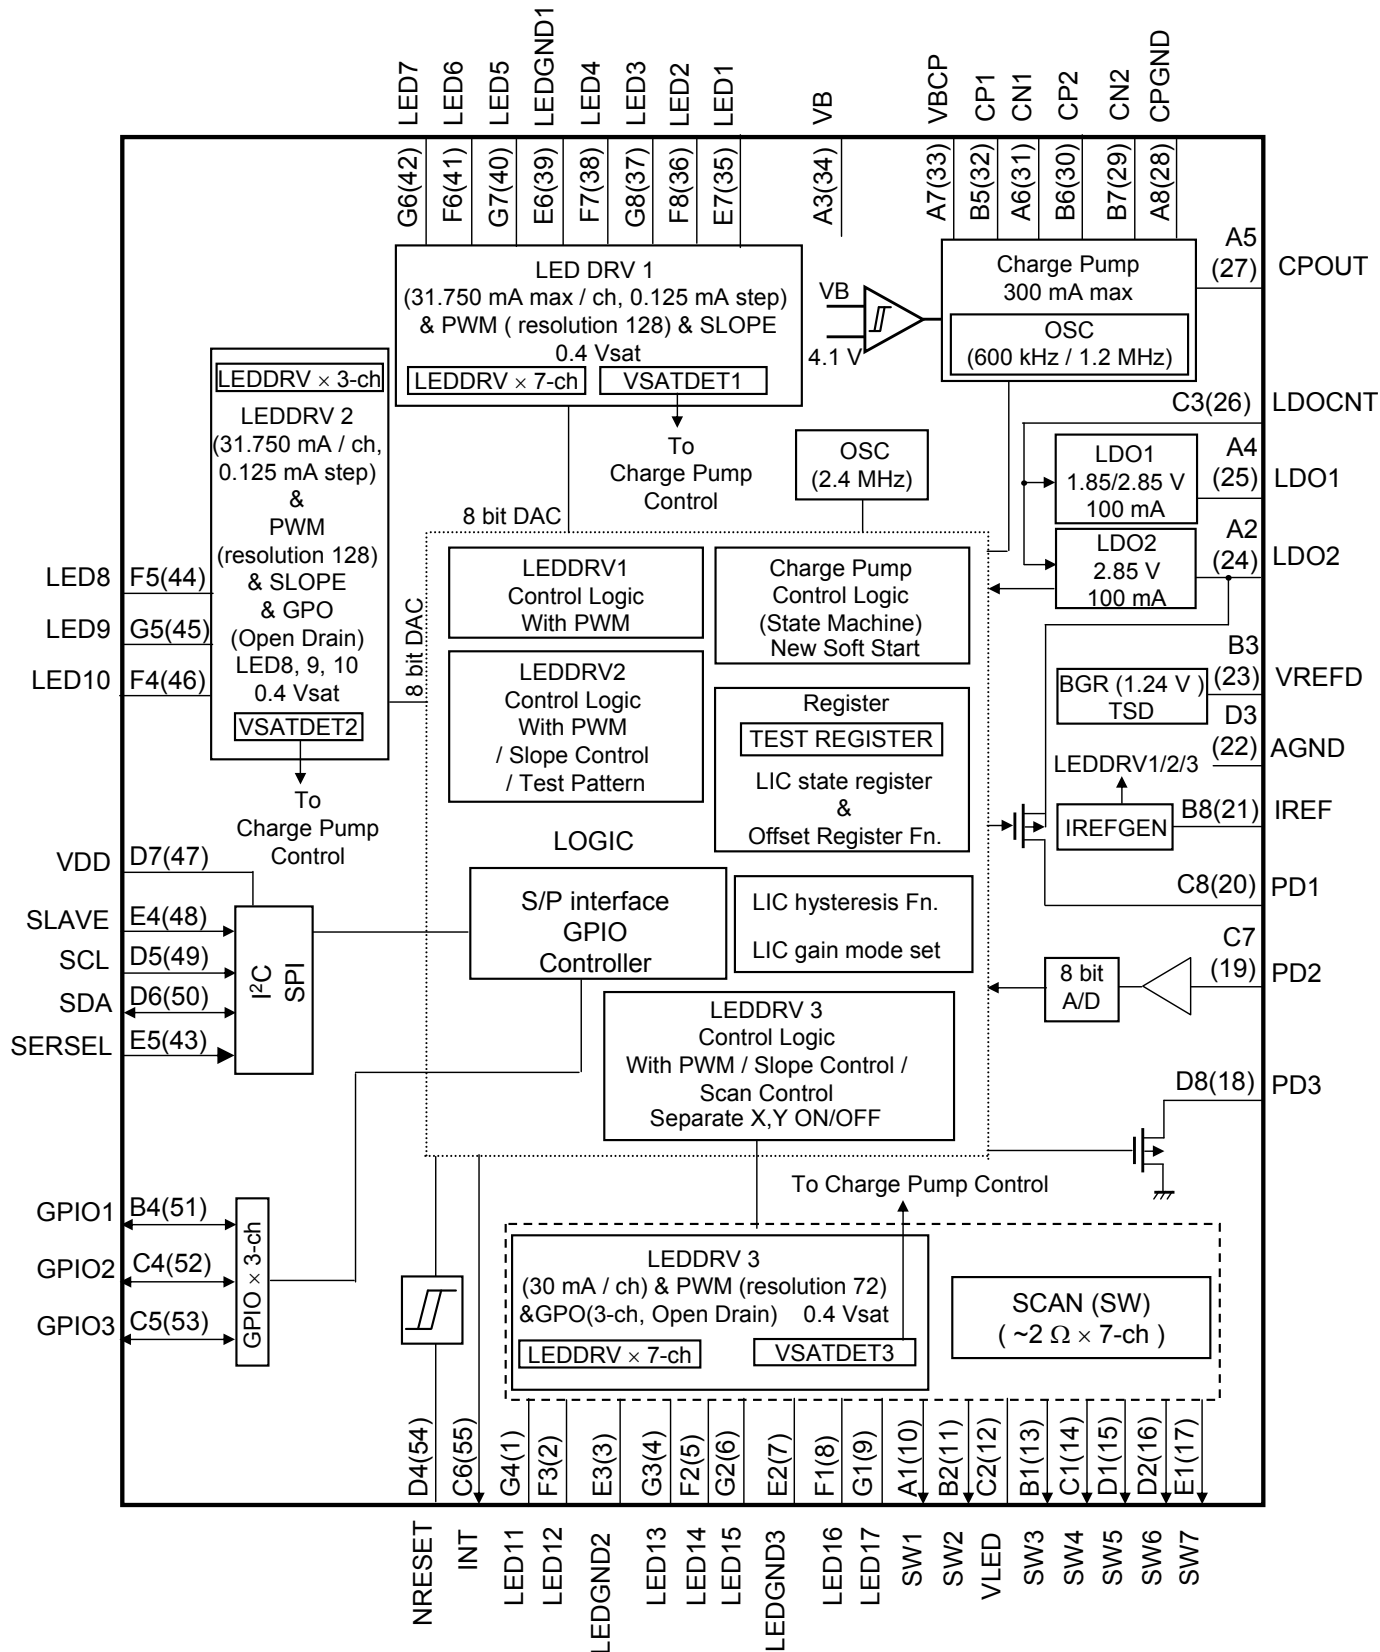 LED7
LED6
LED5
LEDGND1
LED4
LED3
LED2
LED1
VB
VBCP
CP1
CN1
CP2
CN2
CPGND
G6(42)
F6(41)
G7(40)
E6(39)
F7(38)
G8(37)
F8(36)
E7(35)
A3(34)
A7(33)
B5(32)
A6(31)
B6(30)
B7(29)
A8(28)
LED DRV 1
(31.750 mA max / ch, 0.125 mA step)
& PWM ( resolution 128) & SLOPE
0.4 Vsat
LEDDRV × 7-ch
VSATDET1
To
Charge Pump
Control
VB
4.1 V
Charge Pump
300 mA max
OSC
(600 kHz / 1.2 MHz)
A5
(27)
CPOUT
C3(26)
LDOCNT
LDO1
1.85/2.85 V
100 mA
A4
(25)
LDO1
LDO2
2.85 V
100 mA
A2
(24)
LDO2
OSC
(2.4 MHz)
LEDDRV × 3-ch
LEDDRV 2
(31.750 mA / ch,
0.125 mA step)
&
PWM
(resolution 128)
& SLOPE
& GPO
(Open Drain)
LED8, 9, 10
0.4 Vsat
VSATDET2
To
Charge Pump
Control
8 bit DAC
8 bit DAC
LED8
F5(44)
LED9
G5(45)
LED10
F4(46)
LEDDRV1
Control Logic
With PWM
Charge Pump
Control Logic
(State Machine)
New Soft Start
LEDDRV2
Control Logic
With PWM
/ Slope Control
/ Test Pattern
Register
TEST REGISTER
LIC state register
&
Offset Register Fn.
BGR (1.24 V )
TSD
B3
(23)
VREFD
D3
(22)
AGND
LEDDRV1/2/3
IREFGEN
B8(21)
IREF
C8(20)
PD1
LOGIC
S/P interface
GPIO
Controller
LIC hysteresis Fn.
LIC gain mode set
8 bit
A/D
C7
(19)
PD2
VDD
D7(47)
SLAVE
E4(48)
SCL
D5(49)
SDA
D6(50)
SERSEL
E5(43)
I²C
SPI
LEDDRV 3
Control Logic
With PWM / Slope Control /
Scan Control
Separate X,Y ON/OFF
D8(18)
PD3
To Charge Pump Control
GPIO1
B4(51)
GPIO2
C4(52)
GPIO3
C5(53)
GPIO × 3-ch
LEDDRV 3
(30 mA / ch) & PWM (resolution 72)
&GPO(3-ch, Open Drain) 0.4 Vsat
LEDDRV × 7-ch
VSATDET3
SCAN (SW)
( ~2 Ω × 7-ch )
D4(54)
C6(55)
G4(1)
F3(2)
E3(3)
G3(4)
F2(5)
G2(6)
E2(7)
F1(8)
G1(9)
A1(10)
B2(11)
C2(12)
B1(13)
C1(14)
D1(15)
D2(16)
E1(17)
NRESET
INT
LED11
LED12
LEDGND2
LED13
LED14
LED15
LEDGND3
LED16
LED17
SW1
SW2
VLED
SW3
SW4
SW5
SW6
SW7